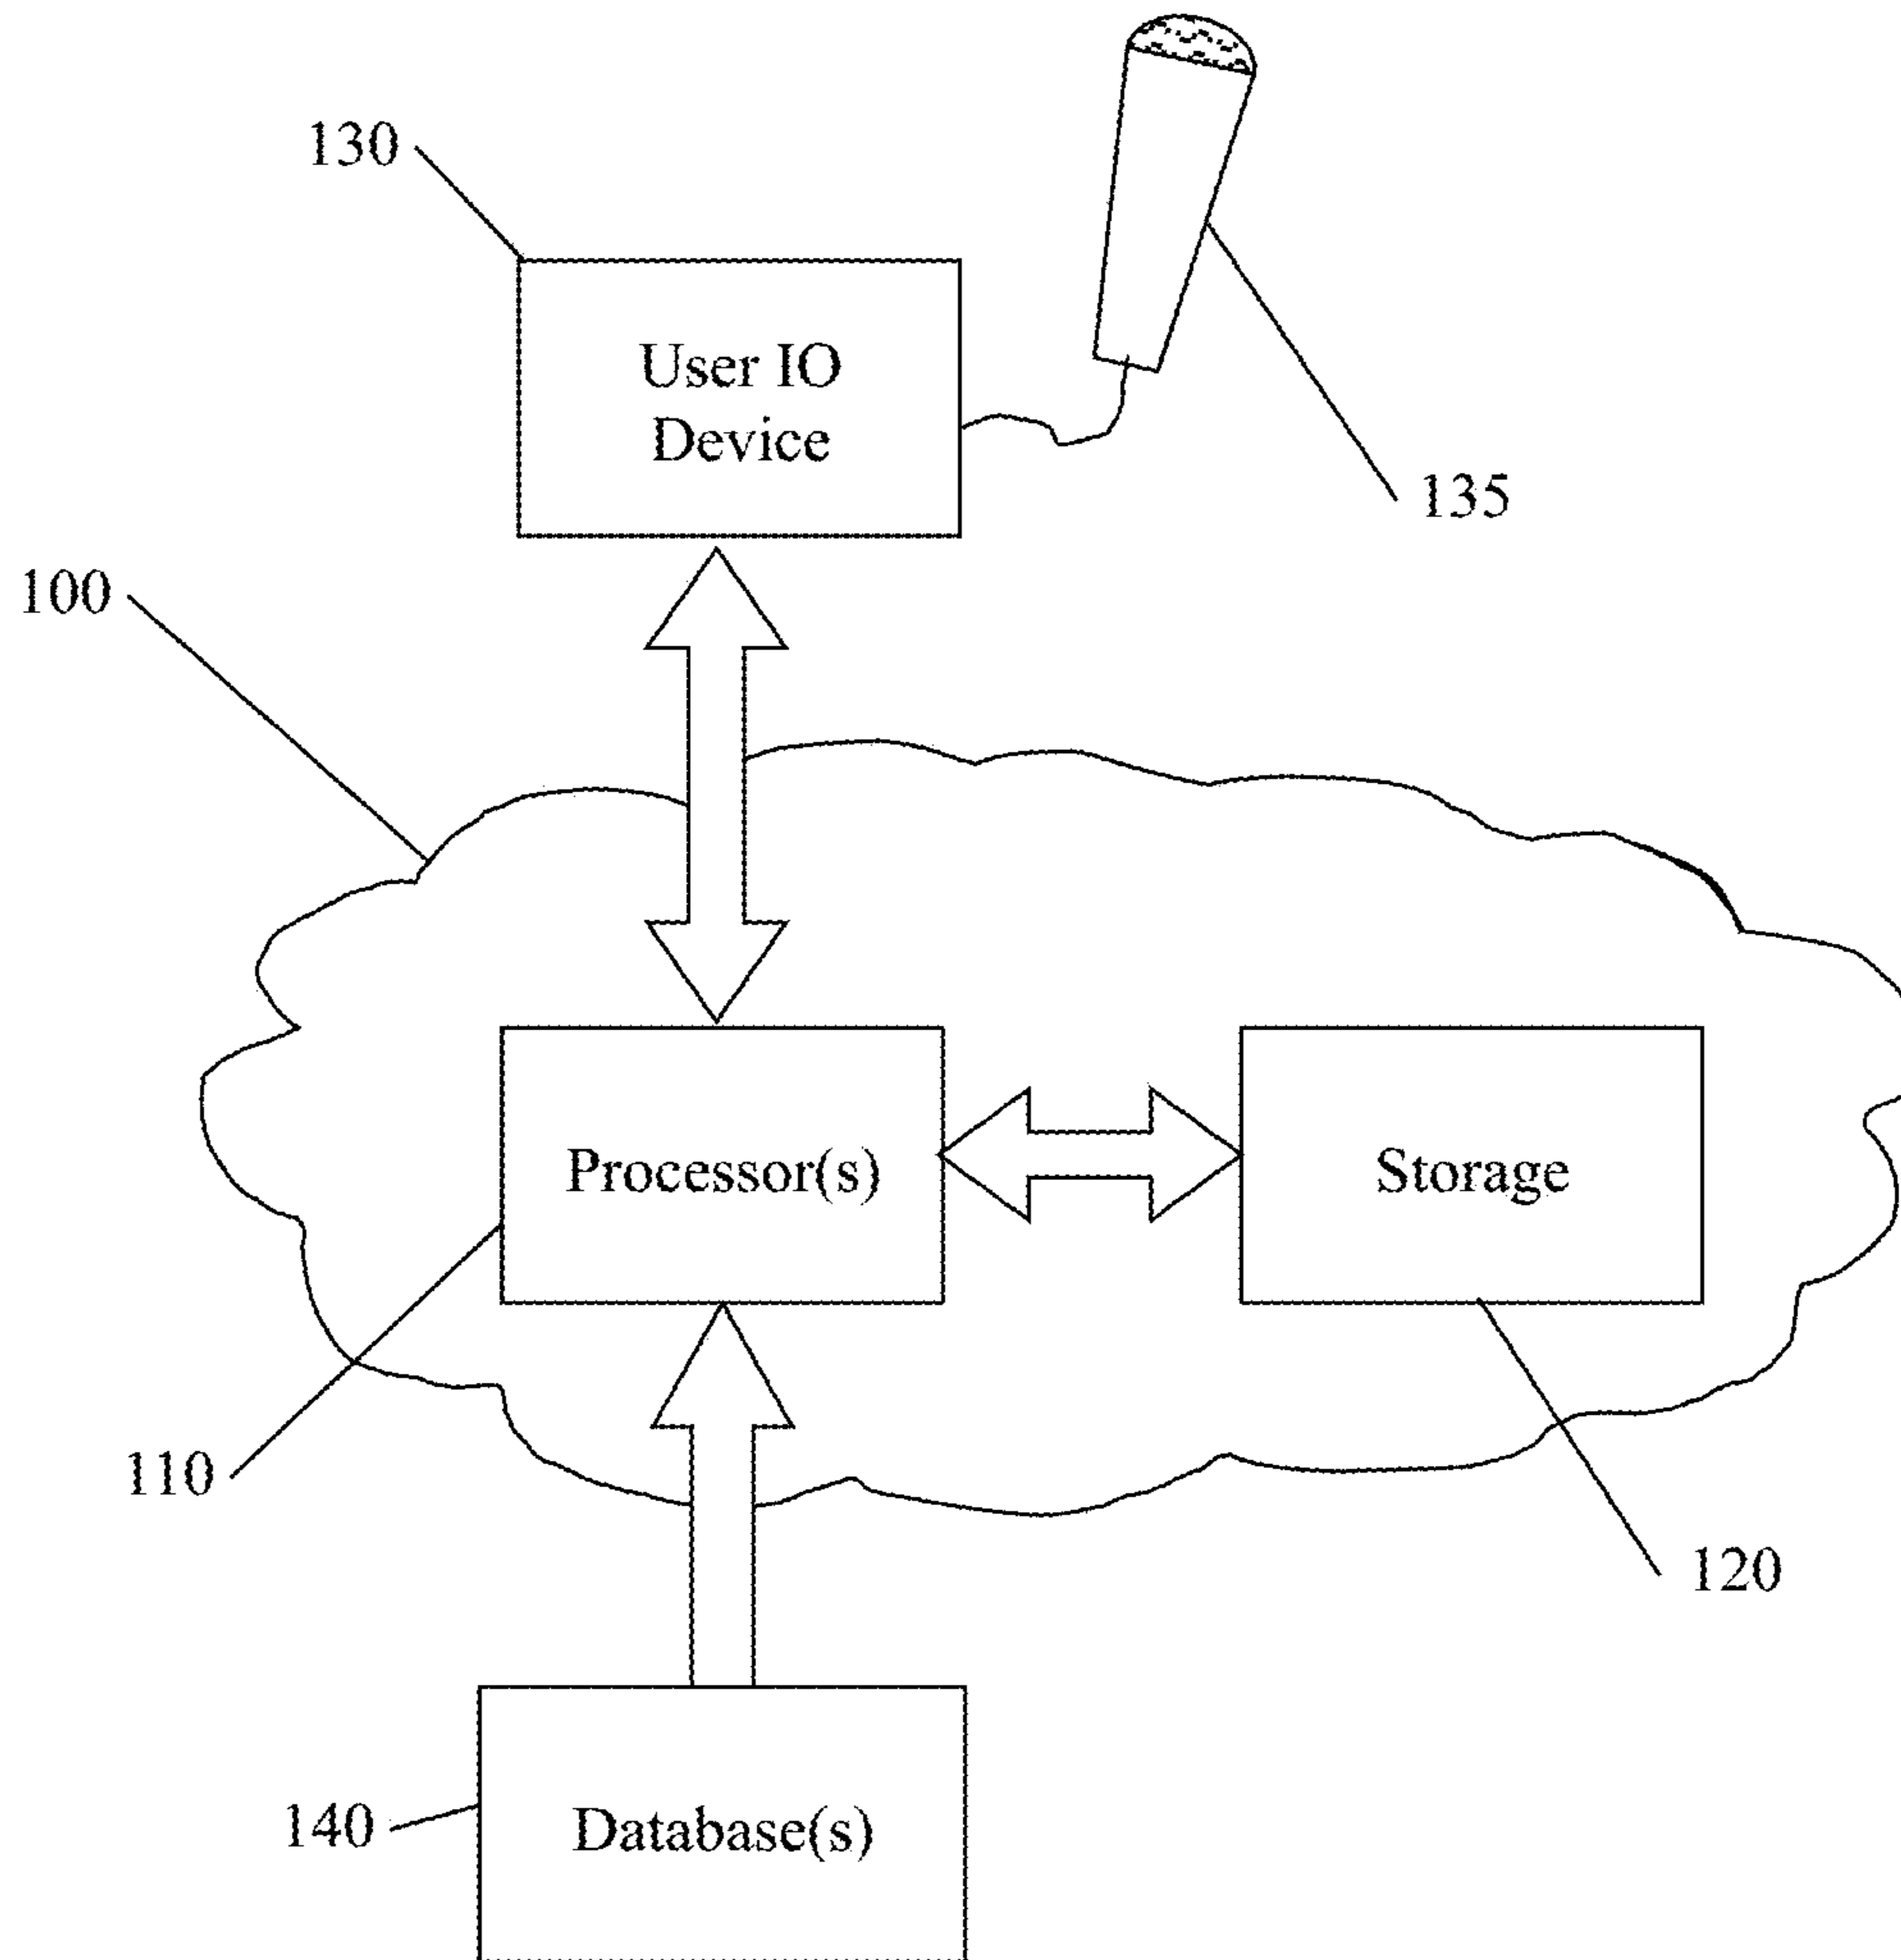 130
User IO
Device
135
100
Processor(s)
Storage
110
120
140
Database(s)